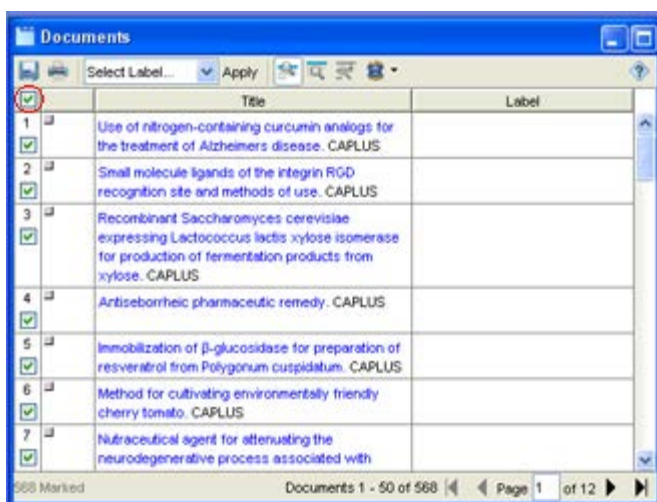 Documents
Select Label... Apply
Title Label
1
Use of nitrogen-containing curcumin analogs for
the treatment of Alzheimers disease. CAPLUS
2
Small molecule ligands of the integrin RGD
recognition site and methods of use. CAPLUS
3
Recombinant Saccharomyces cerevisiae
expressing Lactococcus lactis xylose isomerase
for production of fermentation products from
xylose. CAPLUS
4
Antiseborrheic pharmaceutic remedy. CAPLUS
5
Immobilization of β-glucosidase for preparation of
resveratrol from Polygonum cuspidatum. CAPLUS
6
Method for cultivating environmentally friendly
cherry tomato. CAPLUS
7
Nutraceutical agent for attenuating the
neurodegenerative process associated with
568 Marked Documents 1 - 50 of 568 Page 1 of 12